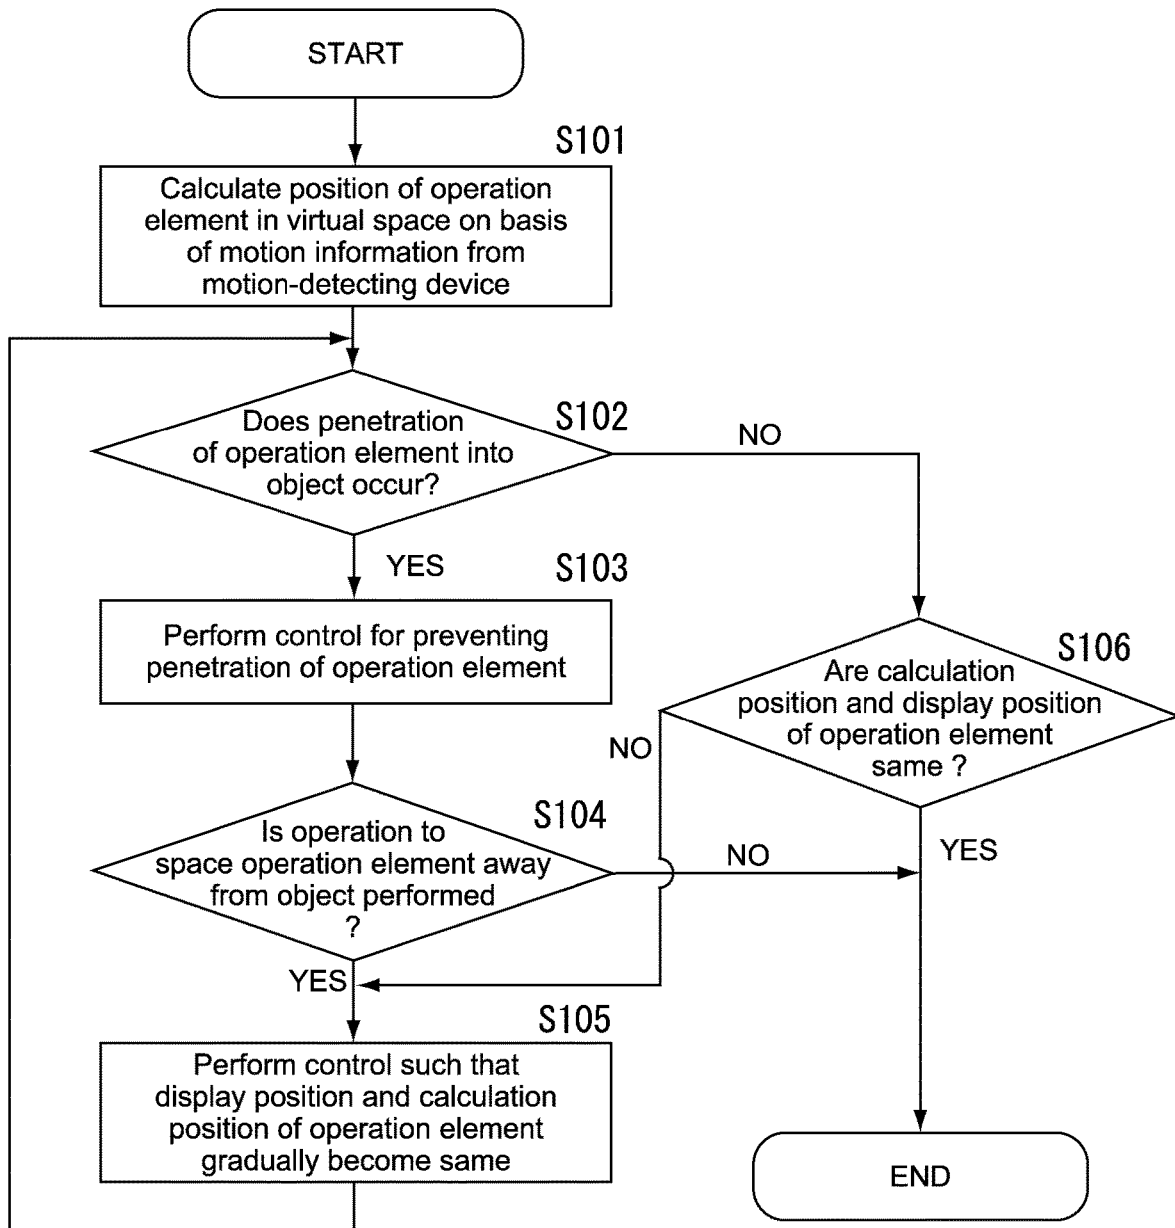 START
S101
Calculate position of operation
element in virtual space on basis
of motion information from
motion-detecting device
S102
Does penetration
of operation element into
object occur?
NO
YES
S103
Perform control for preventing
penetration of operation element
S106
Are calculation
position and display position
of operation element
same ?
NO
YES
S104
Is operation to
space operation element away
from object performed
?
NO
YES
S105
Perform control such that
display position and calculation
position of operation element
gradually become same
END